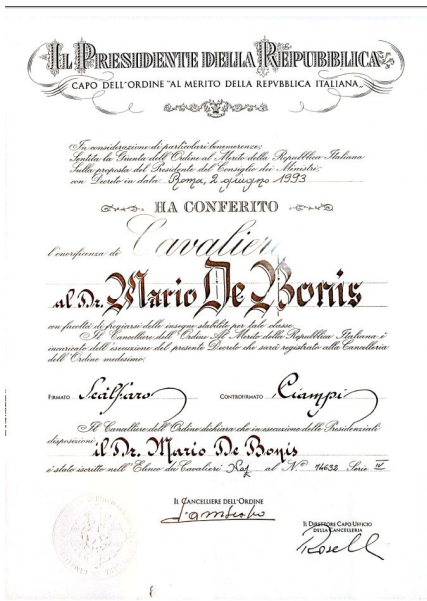 IL PRESIDENTE DELLA REPUBBLICA
CAPO DELL'ORDINE "AL MERITO DELLA REPVBBLICA ITALIANA„
In considerazione di particolari benemerenze;
Sentita la Giunta dell'Ordine al Merito della Repubblica Italiana
Sulla proposta del Presidente del Consiglio dei Ministri;
con Decreto in data Roma, 2 giugno 1993
HA CONFERITO
l'onorificenza di Cavaliere
al Dr. Mario De Bonis
con facoltà di fregiarsi delle insegne stabilite per tale classe.
Il Cancelliere dell'Ordine Al Merito della Repubblica Italiana è
incaricato dell'esecuzione del presente Decreto che sarà registrato alla Cancelleria
dell'Ordine medesimo.
FIRMATO Scalfaro CONTROFIRMATO Ciampi
Il Cancelliere dell'Ordine dichiara che in esecuzione delle Presidenziali
disposizioni il Dr. Mario De Bonis
è stato iscritto nell'Elenco dei Cavalieri Naz. al N° 14632 Serie IV
IL CANCELLIERE DELL'ORDINE
IL DIRETTORE CAPO UFFICIO
DELLA CANCELLERIA